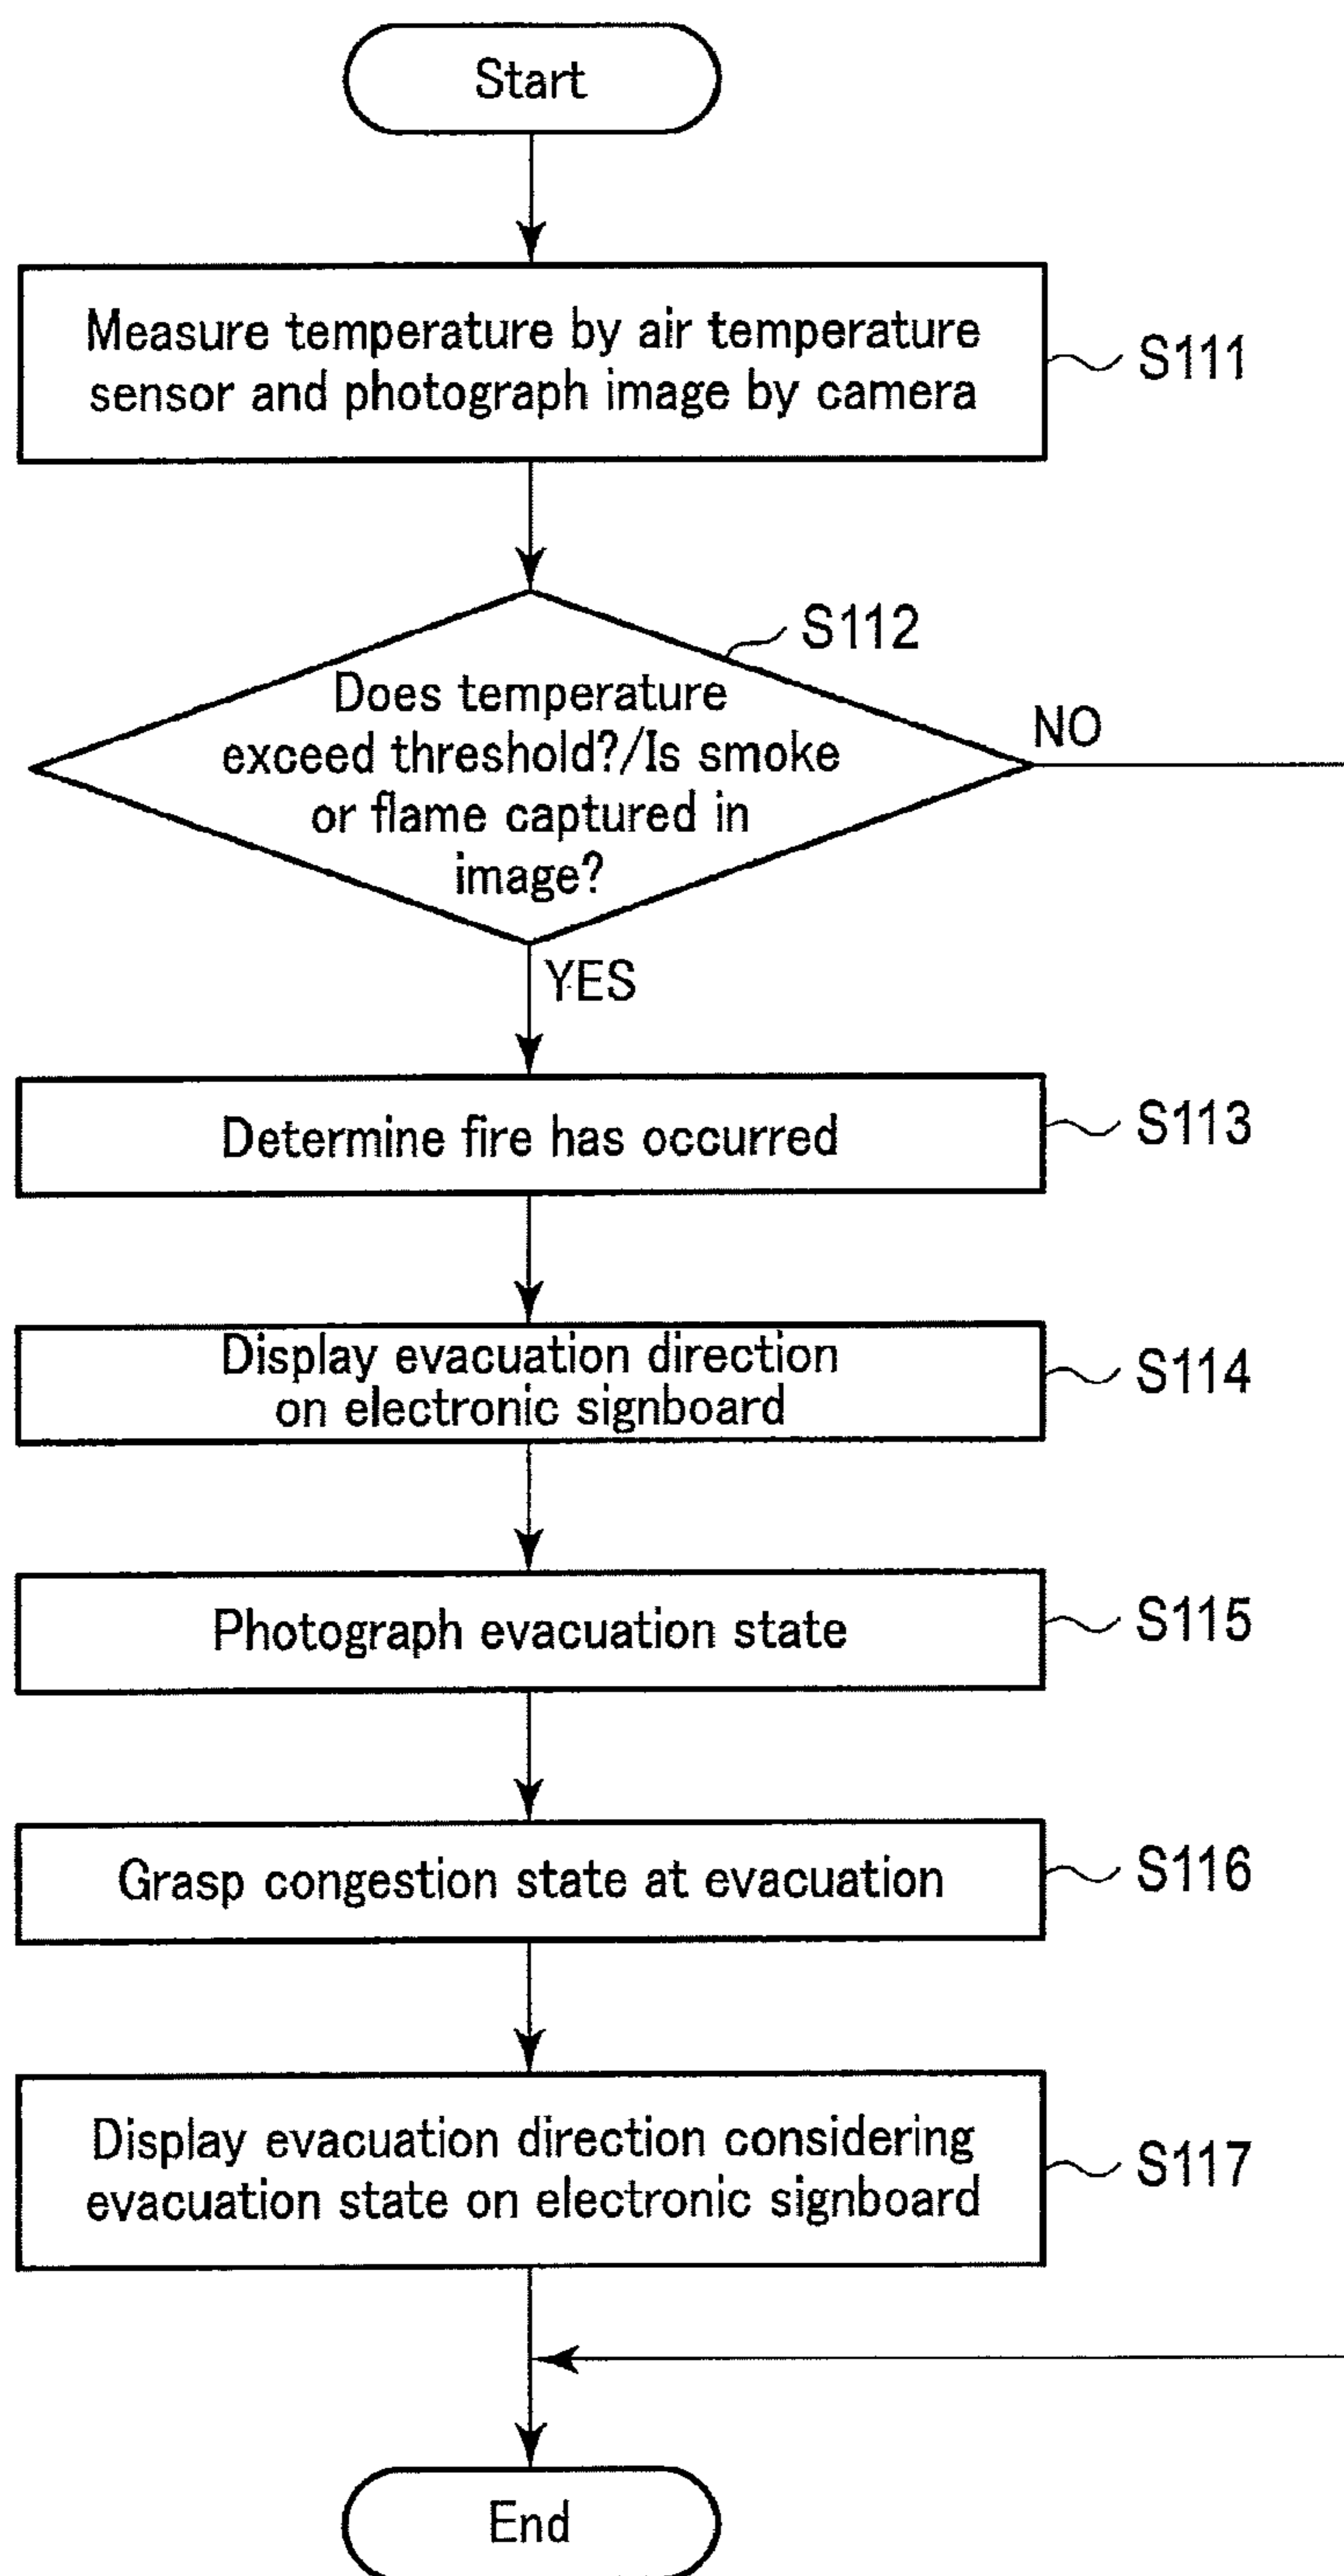 Start
Measure temperature by air temperature
sensor and photograph image by camera
S111
S112
Does temperature
exceed threshold?/Is smoke
or flame captured in
image?
NO
YES
Determine fire has occurred
S113
Display evacuation direction
on electronic signboard
S114
Photograph evacuation state
S115
Grasp congestion state at evacuation
S116
Display evacuation direction considering
evacuation state on electronic signboard
S117
End